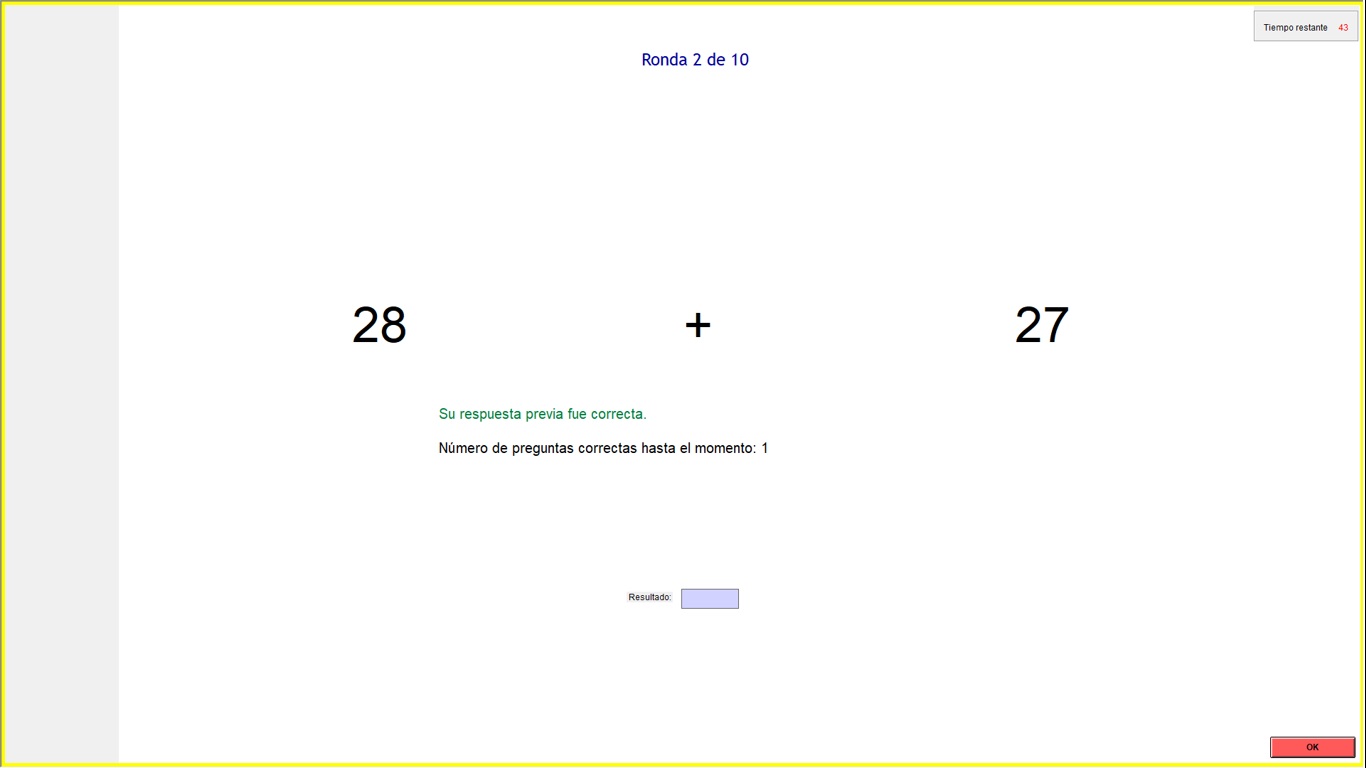 Tiempo restante 43
Ronda 2 de 10
28 + 27
Su respuesta previa fue correcta.
Número de preguntas correctas hasta el momento: 1
Resultado:
OK